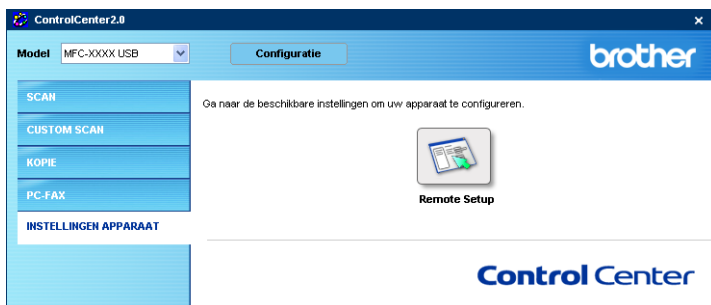 ControlCenter2.0
Model MFC-XXXX USB Configuratie brother
SCAN
Ga naar de beschikbare instellingen om uw apparaat te configureren.
CUSTOM SCAN
KOPIE
PC-FAX
Remote Setup
INSTELLINGEN APPARAAT
Control Center